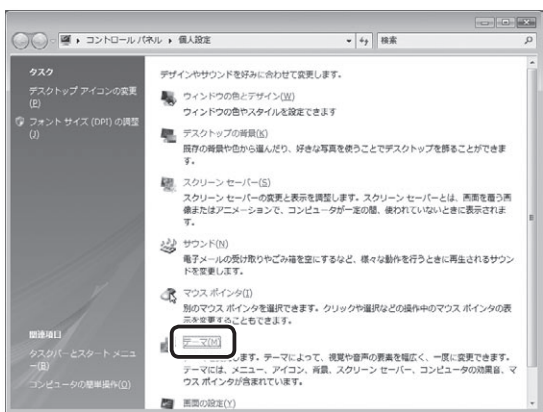 コントロール パネル
個人設定
検索
タスク
デスクトップ アイコンの変更
(P)
フォント サイズ (DPI) の調整
(J)
関連項目
タスク バーとスタート メニュー
ー(B)
コンピュータの簡単操作(O)
デザインやサウンドを好みに合わせて変更します。
ウィンドウの色とデザイン(W)
ウィンドウの色やスタイルを設定できます
デスクトップの背景(K)
既存の背景や色から選んだり、好きな写真を使うことでデスクトップを飾ることができま
す。
スクリーン セーバー(S)
スクリーン セーバーの変更と表示を調整します。スクリーン セーバーとは、画面を覆う画
像またはアニメーションで、コンピュータが一定の間、使われていないときに表示されま
す。
サウンド(N)
電子メールの受け取りやごみ箱を空にするなど、様々な動作を行うときに再生されるサウン
ドを変更します。
マウス ポインタ(I)
別のマウス ポインタを選択できます。クリックや選択などの操作中のマウス ポインタの表
示を変更することもできます。
テーマ(M)
します。テーマによって、視覚や音声の要素を幅広く、一度に変更できます。
テーマには、メニュー、アイコン、背景、スクリーン セーバー、コンピュータの効果音、マ
ウス ポインタが含まれています。
画面の設定(Y)